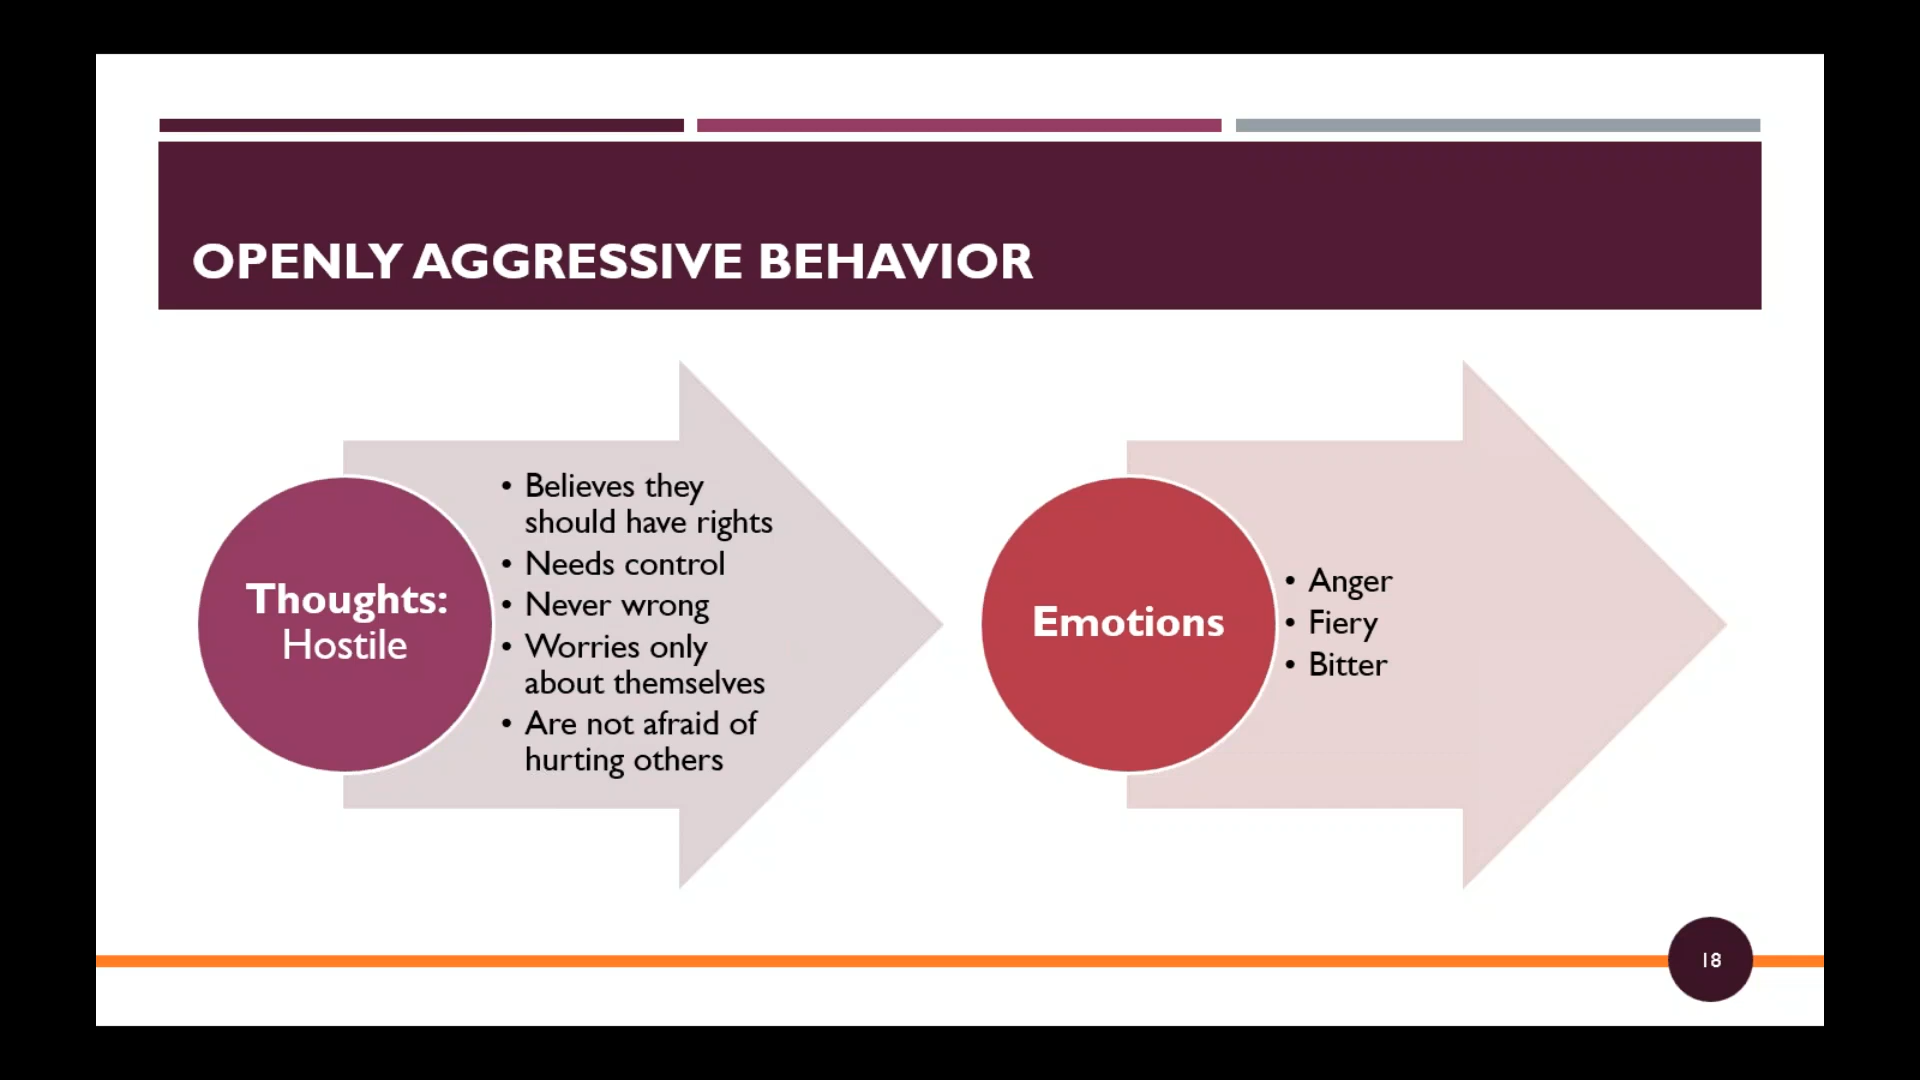 OPENLY AGGRESSIVE BEHAVIOR
Thoughts:
Hostile
• Believes they
should have rights
• Needs control
• Never wrong
• Worries only
about themselves
• Are not afraid of
hurting others
Emotions
• Anger
• Fiery
• Bitter
18